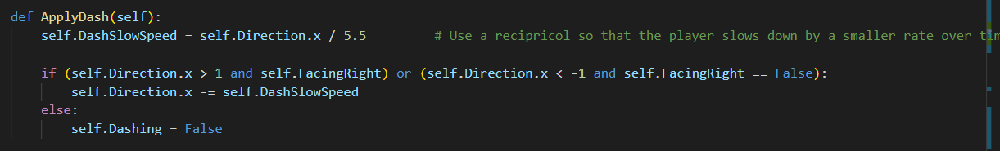 def ApplyDash(self):
    self.DashSlowSpeed = self.Direction.x / 5.5         # Use a recipricol so that the player slows down by a smaller rate over tim
    if (self.Direction.x > 1 and self.FacingRight) or (self.Direction.x < -1 and self.FacingRight == False):
        self.Direction.x -= self.DashSlowSpeed
    else:
        self.Dashing = False